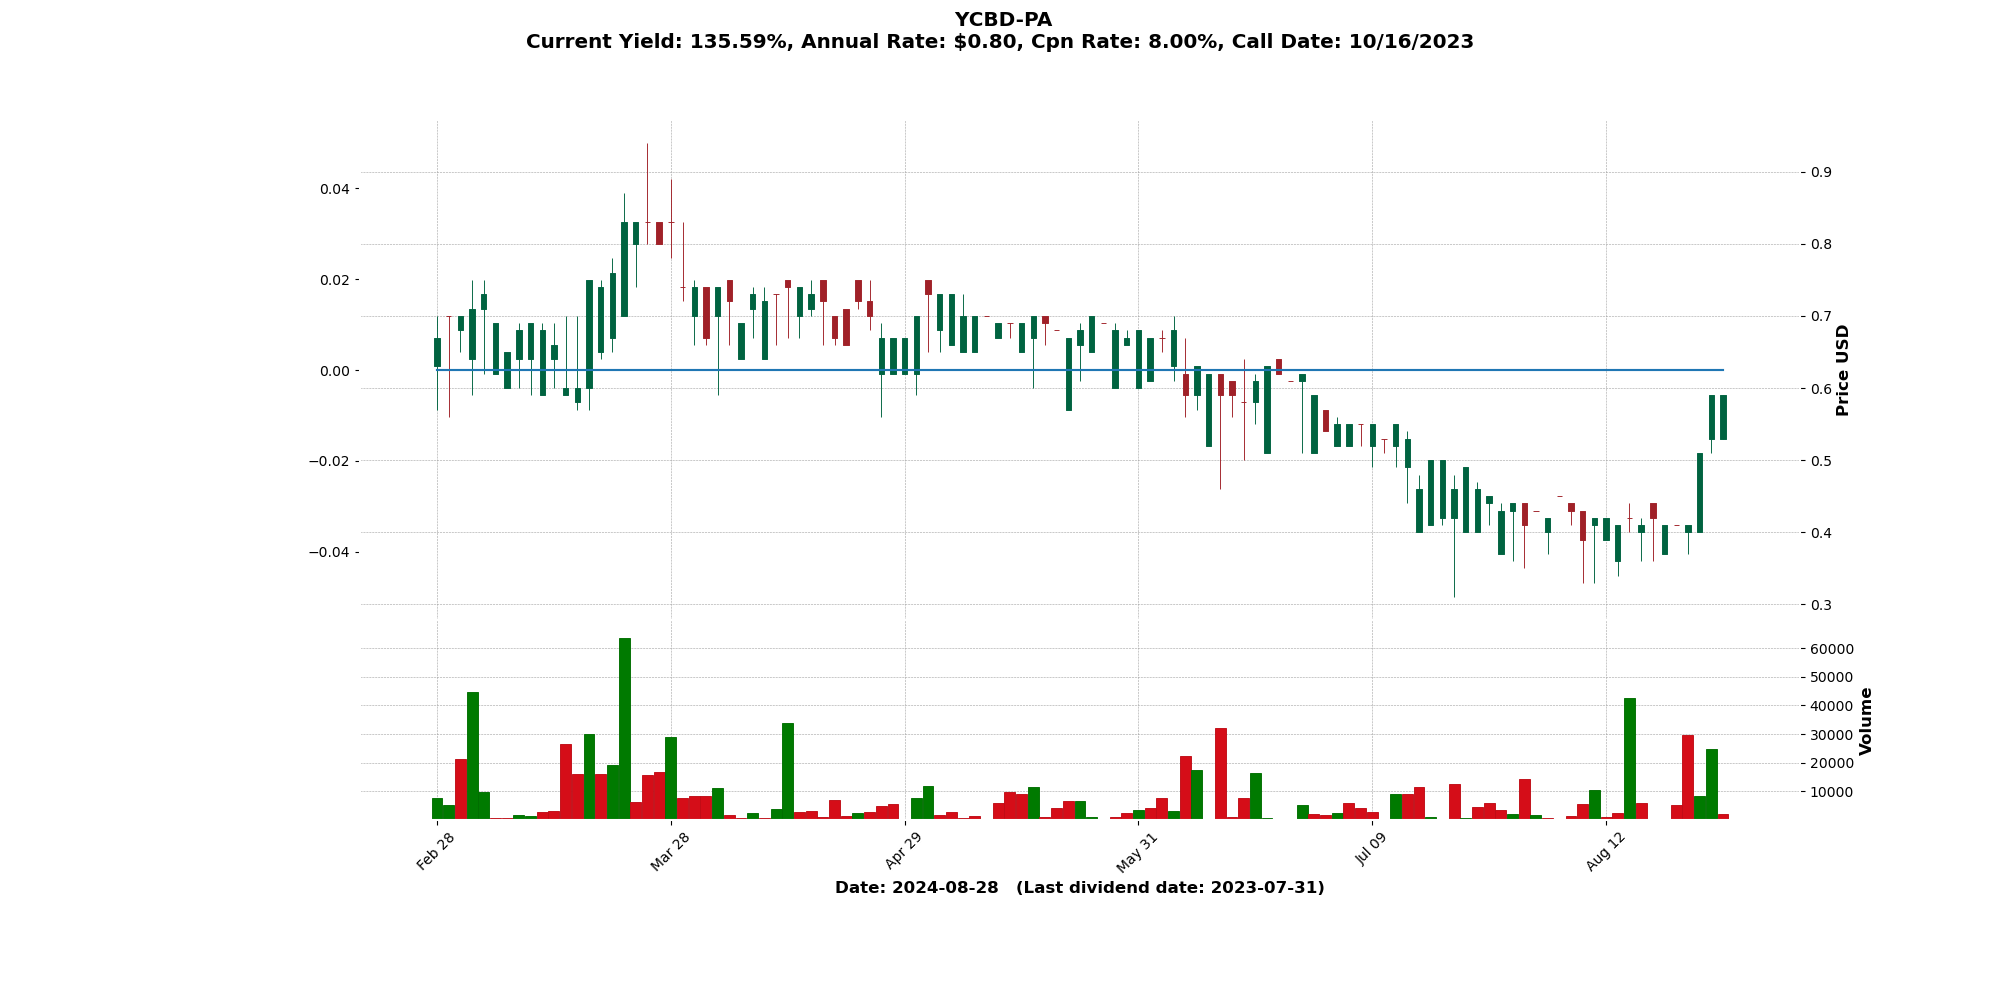 YCBD-PA
Current Yield: 135.59%, Annual Rate: $0.80, Cpn Rate: 8.00%, Call Date: 10/16/2023
0.04
0.02
0.00
−0.02
−0.04
0.9
0.8
0.7
0.6
0.5
0.4
0.3
Price USD
60000
50000
40000
30000
20000
10000
Volume
Feb 28
Mar 28
Apr 29
May 31
Jul 09
Aug 12
Date: 2024-08-28   (Last dividend date: 2023-07-31)